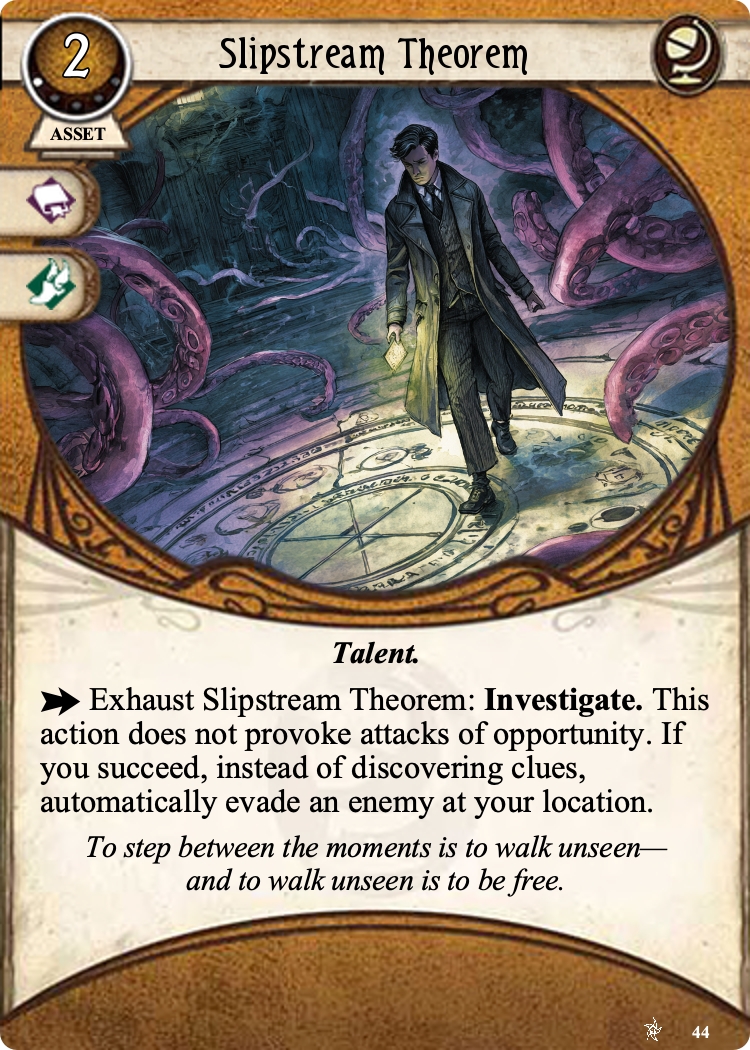 2
Slipstream Theorem
ASSET
Talent.
Exhaust Slipstream Theorem: Investigate. This
action does not provoke attacks of opportunity. If
you succeed, instead of discovering clues,
automatically evade an enemy at your location.
To step between the moments is to walk unseen—
and to walk unseen is to be free.
44